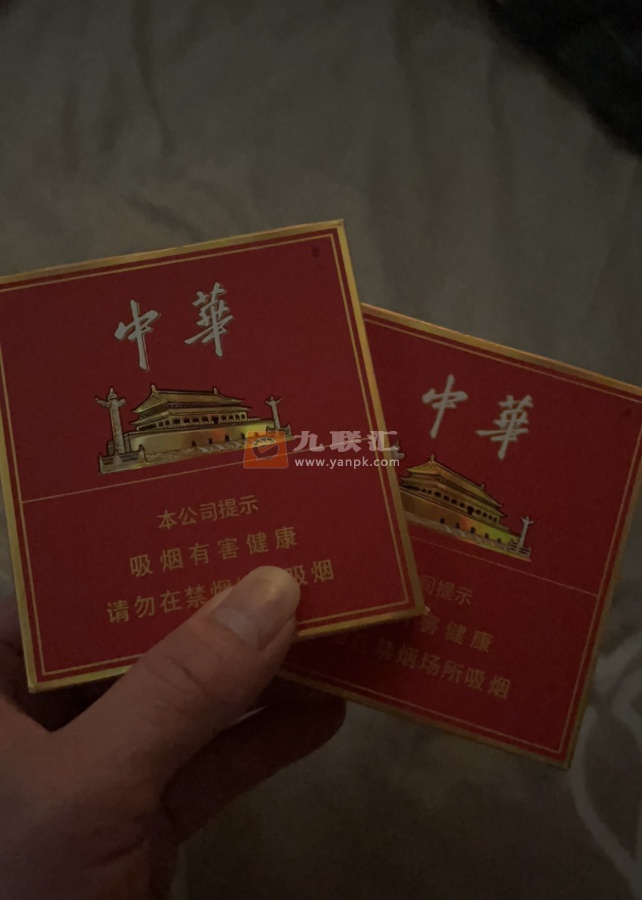 中華
本公司提示
吸烟有害健康
请勿在禁烟吸烟
九联汇
www.yanpk.com
中華
司提示
害健康
禁烟场所吸烟